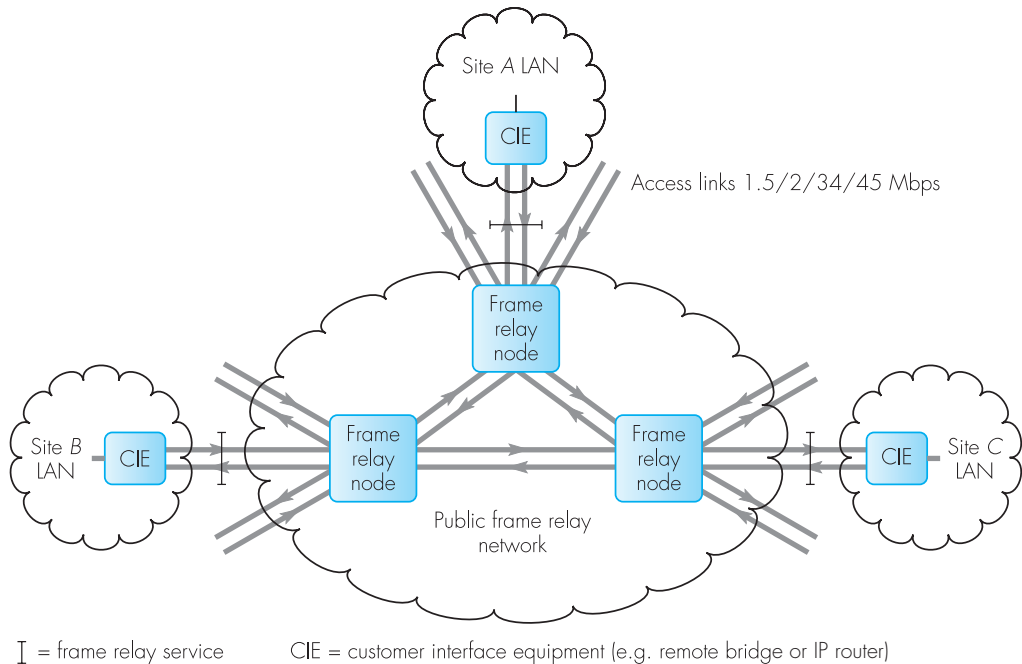 Site A LAN
CIE
Access links 1.5/2/34/45 Mbps
Frame
relay
node
Site B
LAN
CIE
Frame
relay
node
Frame
relay
node
CIE
Site C
LAN
Public frame relay
network
= frame relay service
CIE = customer interface equipment (e.g. remote bridge or IP router)